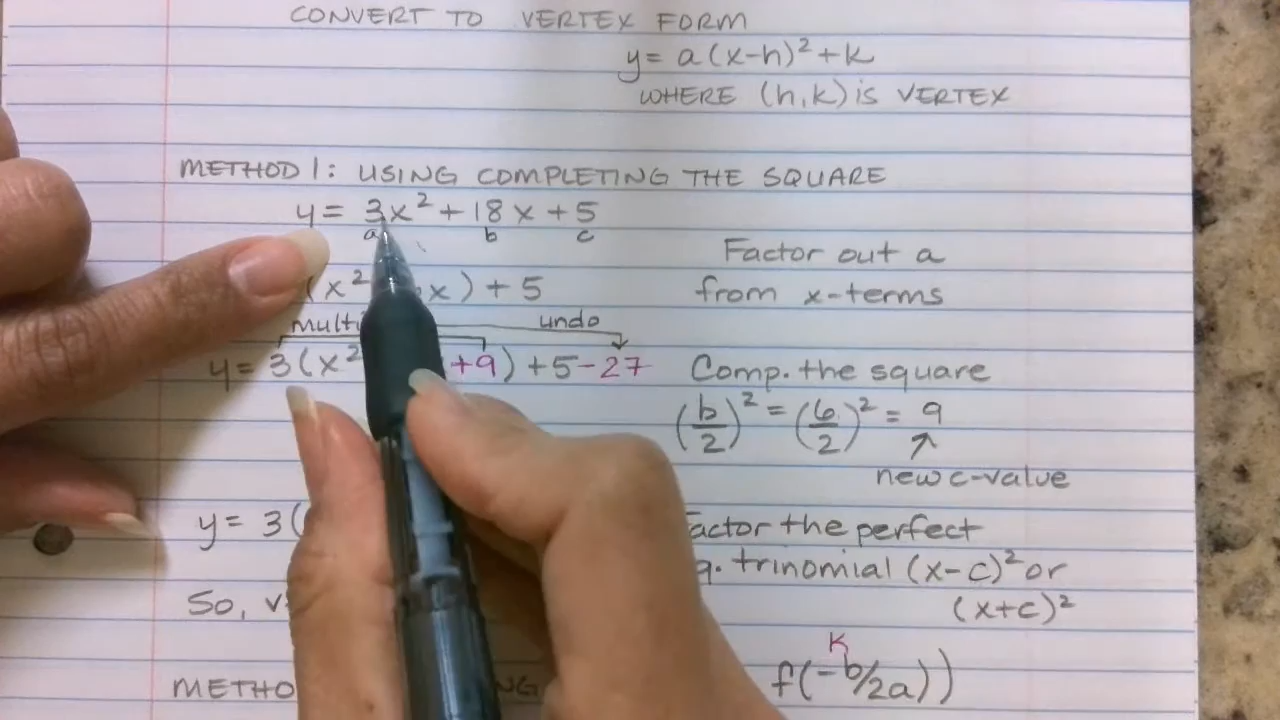 CONVERT TO VERTEX FORM
y = a(x-h)² + k
WHERE (h,k) is VERTEX
METHOD 1: USING COMPLETING THE SQUARE
y = 3x² + 18x + 5
a b c
Factor out a
(x² x) + 5
from x-terms
undo
y = 3(x² +9) + 5 - 27
Comp. the square
(b/2)² = (6/2)² = 9
↑
new c-value
y = 3(
the perfect
trinomial (x-c)² or
So,
(x+c)²
K
f(-b/2a))